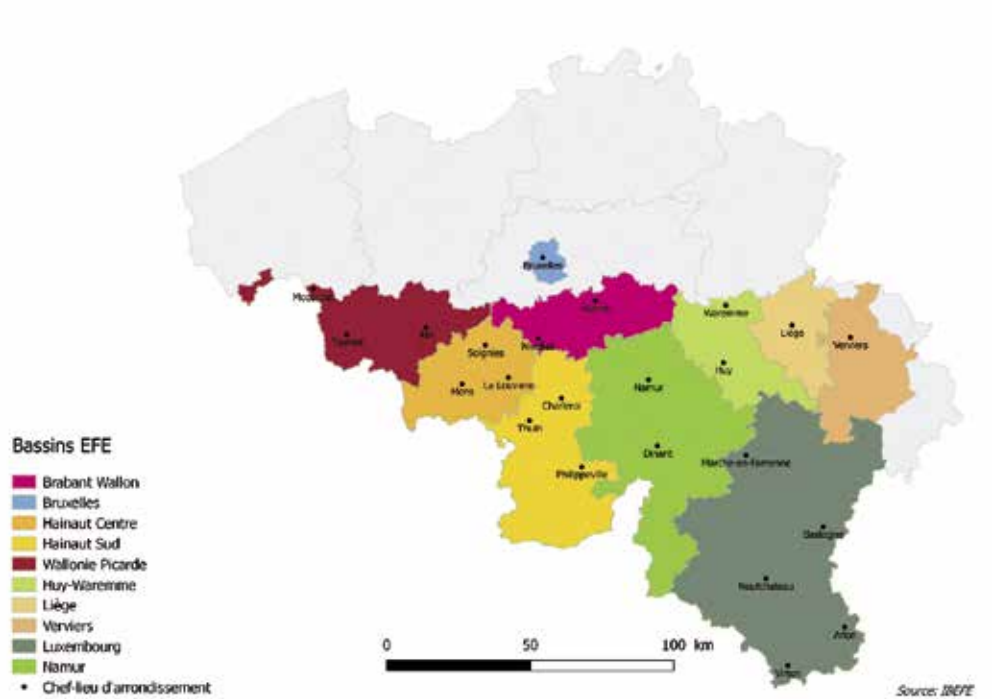 Bruxelles
Mouscron
Wavre
Waremme
Tournai
Ath
Nivelles
Liège
Verviers
Soignies
Huy
Mons
La Louvière
Namur
Charleroi
Thuin
Dinant
Marche-en-Famenne
Philippeville
Bastogne
Neufchateau
Arlon
Virton
Bassins EFE
Brabant Wallon
Bruxelles
Hainaut Centre
Hainaut Sud
Wallonie Picarde
Huy-Waremme
Liège
Verviers
Luxembourg
Namur
Chef-lieu d'arrondissement
0 50 100 km
Source: IBEFE